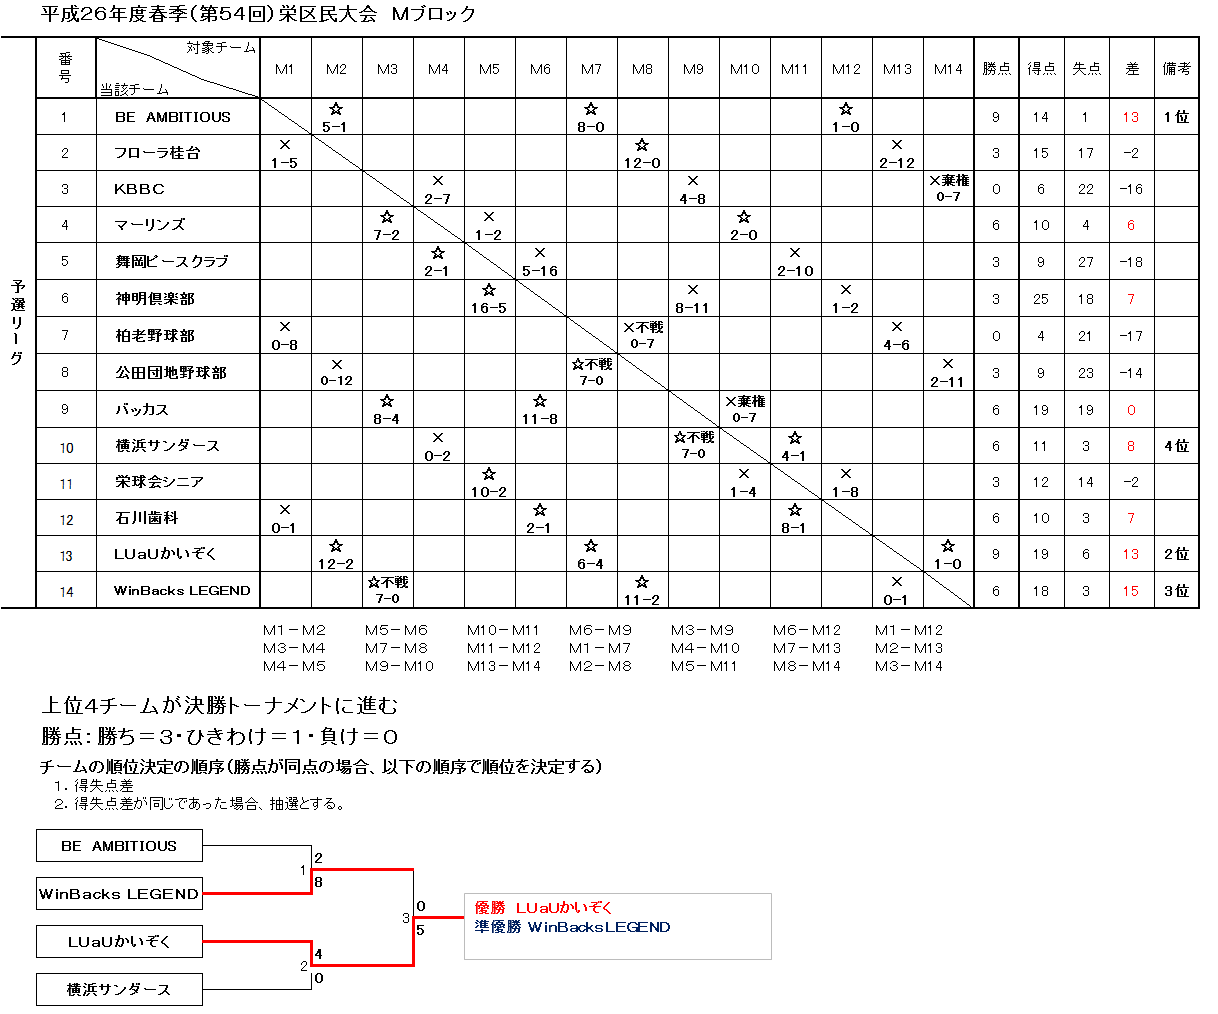 平成26年度春季(第54回)栄区民大会 Mブロック
番号 対象チーム 当該チーム M1 M2 M3 M4 M5 M6 M7 M8 M9 M10 M11 M12 M13 M14 勝点 得点 失点 差 備考
予選リーグ
1 BE AMBITIOUS ☆ 5-1 ☆ 8-0 ☆ 1-0 9 14 1 13 1位
2 フローラ桂台 × 1-5 ☆ 12-0 × 2-12 3 15 17 -2
3 KBBC × 2-7 × 4-8 ×棄権 0-7 0 6 22 -16
4 マーリンズ ☆ 7-2 × 1-2 ☆ 2-0 6 10 4 6
5 舞岡ピースクラブ ☆ 2-1 × 5-16 × 2-10 3 9 27 -18
6 神明倶楽部 ☆ 16-5 × 8-11 × 1-2 3 25 18 7
7 柏老野球部 × 0-8 ×不戦 0-7 × 4-6 0 4 21 -17
8 公田団地野球部 × 0-12 ☆不戦 7-0 × 2-11 3 9 23 -14
9 バッカス ☆ 8-4 ☆ 11-8 ×棄権 0-7 6 19 19 0
10 横浜サンダース × 0-2 ☆不戦 7-0 ☆ 4-1 6 11 3 8 4位
11 栄球会シニア ☆ 10-2 × 1-4 × 1-8 3 12 14 -2
12 石川歯科 × 0-1 ☆ 2-1 ☆ 8-1 6 10 3 7
13 LUaUかいぞく ☆ 12-2 ☆ 6-4 ☆ 1-0 9 19 6 13 2位
14 WinBacks LEGEND ☆不戦 7-0 ☆ 11-2 × 0-1 6 18 3 15 3位
M1-M2 M5-M6 M10-M11 M6-M9 M3-M9 M6-M12 M1-M12
M3-M4 M7-M8 M11-M12 M1-M7 M4-M10 M7-M13 M2-M13
M4-M5 M9-M10 M13-M14 M2-M8 M5-M11 M8-M14 M3-M14
上位4チームが決勝トーナメントに進む
勝点:勝ち=3・ひきわけ=1・負け=0
チームの順位決定の順序(勝点が同点の場合、以下の順序で順位を決定する)
1.得失点差
2.得失点差が同じであった場合、抽選とする。
BE AMBITIOUS
2
1
8
WinBacks LEGEND
0
3
5
優勝 LUaUかいぞく
準優勝 WinBacksLEGEND
LUaUかいぞく
4
2
0
横浜サンダース